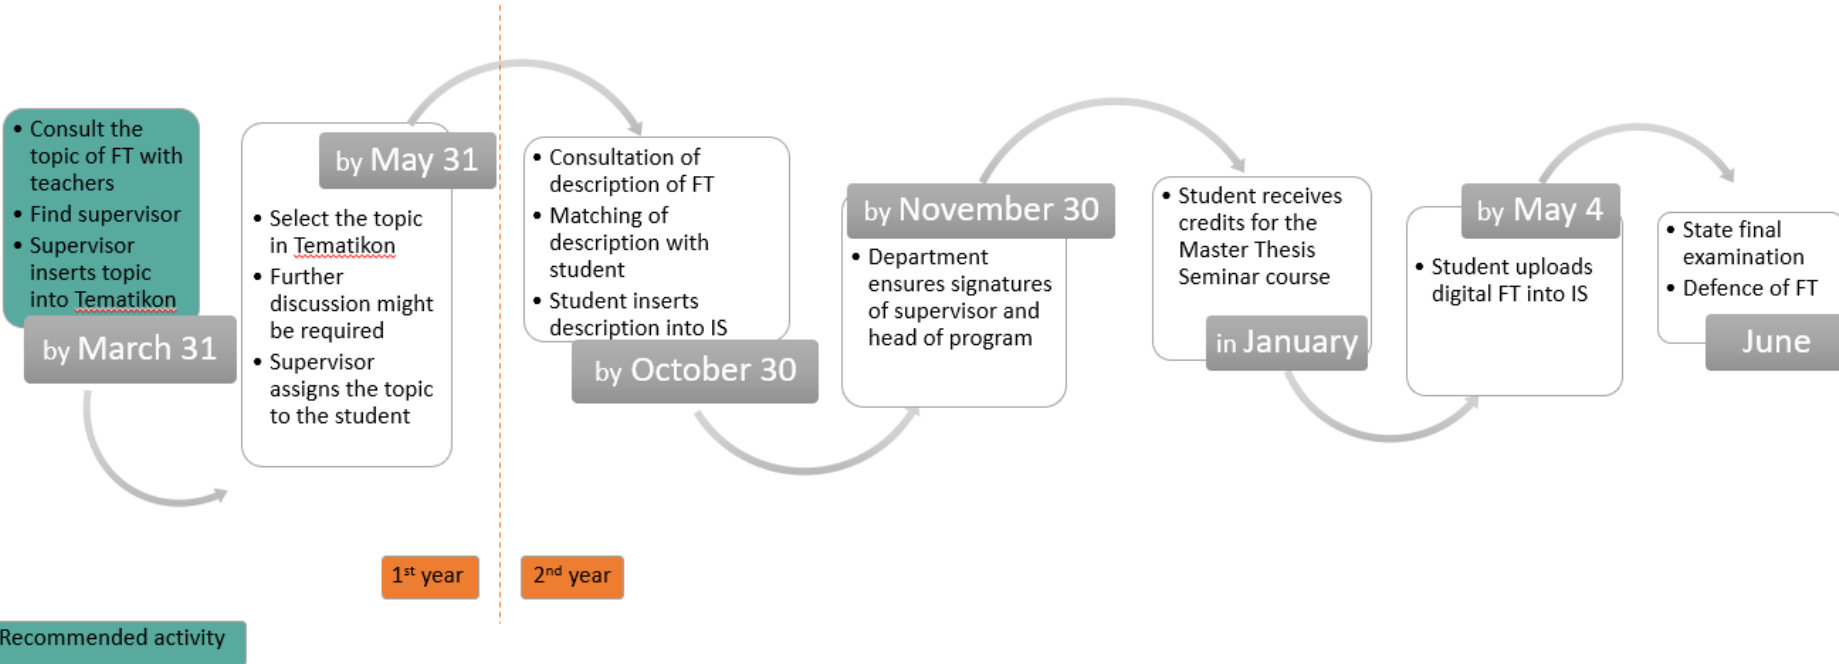 • Consult the
topic of FT with
teachers
• Find supervisor
• Supervisor
inserts topic
into Tematikon
by March 31
by May 31
• Select the topic
in Tematikon
• Further
discussion might
be required
• Supervisor
assigns the topic
to the student
• Consultation of
description of FT
• Matching of
description with
student
• Student inserts
description into IS
by October 30
by November 30
• Department
ensures signatures
of supervisor and
head of program
• Student receives
credits for the
Master Thesis
Seminar course
in January
by May 4
• Student uploads
digital FT into IS
• State final
examination
• Defence of FT
June
1st year
2nd year
Recommended activity